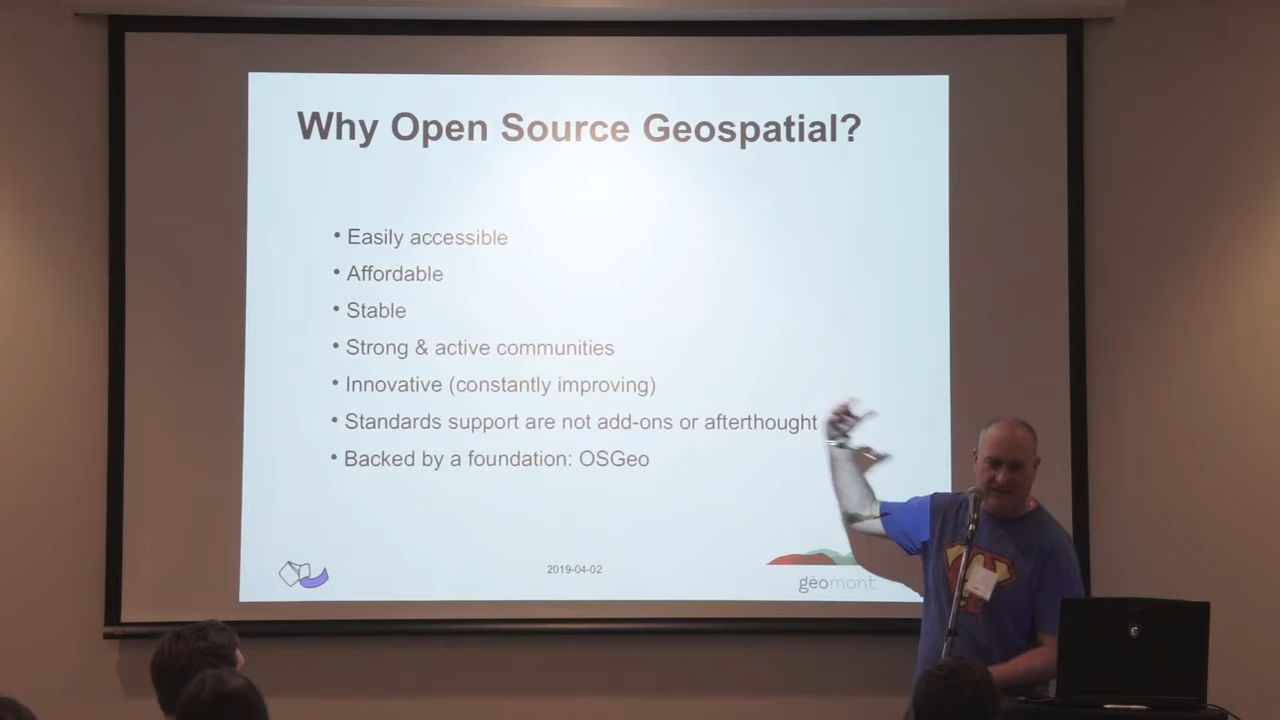 Why Open Source Geospatial?
• Easily accessible
• Affordable
• Stable
• Strong & active communities
• Innovative (constantly improving)
• Standards support are not add-ons or afterthought
• Backed by a foundation: OSGeo
2019-04-02
géomont